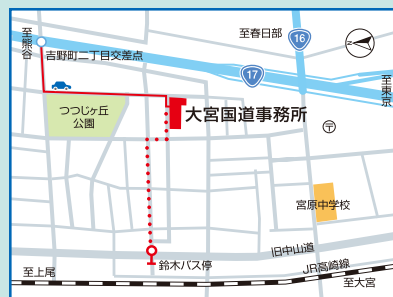 至熊谷
吉野町二丁目交差点
至春日部
16
N
17
至東京
つつじヶ丘
公園
大宮国道事務所
〒
宮原中学校
旧中山道
鈴木バス停
至上尾
JR高崎線
至大宮